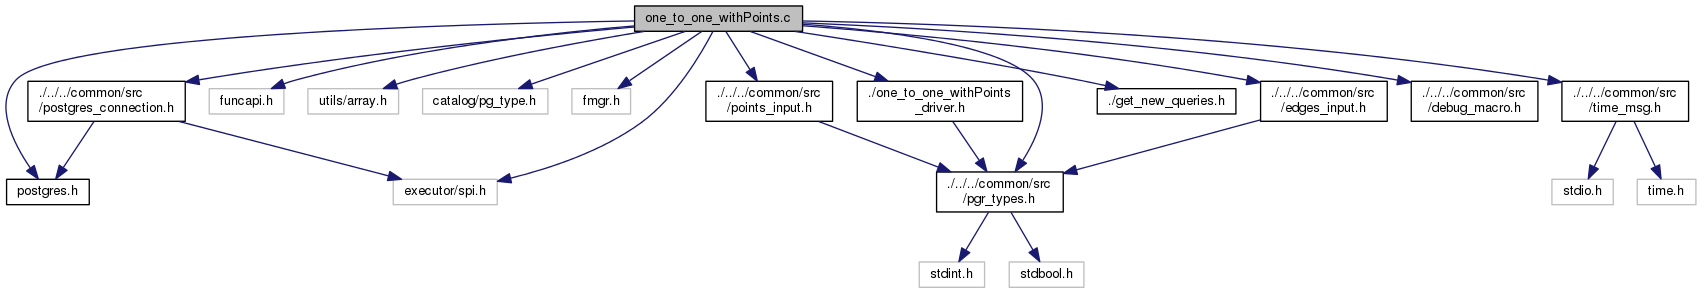 one_to_one_withPoints.c
./../../common/src
/postgres_connection.h
funcapi.h
utils/array.h
catalog/pg_type.h
fmgr.h
./../../common/src
/points_input.h
./one_to_one_withPoints
_driver.h
./get_new_queries.h
./../../common/src
/edges_input.h
./../../common/src
/debug_macro.h
./../../common/src
/time_msg.h
postgres.h
executor/spi.h
./../../common/src
/pgr_types.h
stdio.h
time.h
stdint.h
stdbool.h